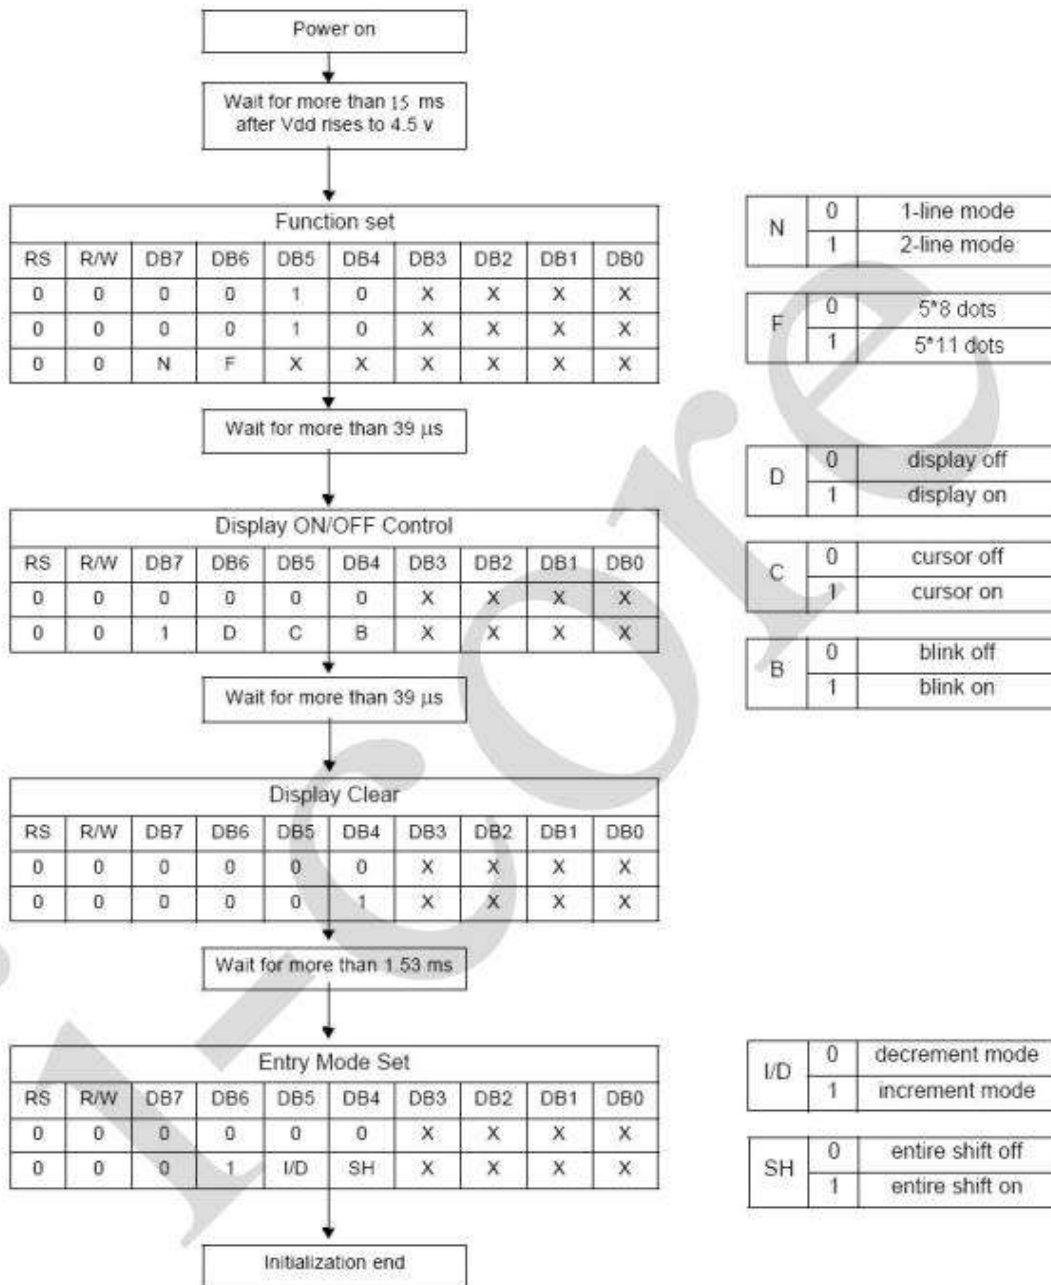 Power on
Wait for more than 15 ms
after Vdd rises to 4.5 v
Function set
RS R/W DB7 DB6 DB5 DB4 DB3 DB2 DB1 DB0
0 0 0 0 1 0 X X X X
0 0 0 0 1 0 X X X X
0 0 N F X X X X X X
N 0 1-line mode
1 2-line mode
F 0 5*8 dots
1 5*11 dots
Wait for more than 39 μs
Display ON/OFF Control
RS R/W DB7 DB6 DB5 DB4 DB3 DB2 DB1 DB0
0 0 0 0 0 0 X X X X
0 0 1 D C B X X X X
D 0 display off
1 display on
C 0 cursor off
1 cursor on
B 0 blink off
1 blink on
Wait for more than 39 μs
Display Clear
RS R/W DB7 DB6 DB5 DB4 DB3 DB2 DB1 DB0
0 0 0 0 0 0 X X X X
0 0 0 0 0 1 X X X X
Wait for more than 1.53 ms
Entry Mode Set
RS R/W DB7 DB6 DB5 DB4 DB3 DB2 DB1 DB0
0 0 0 0 0 0 X X X X
0 0 0 1 I/D SH X X X X
I/D 0 decrement mode
1 increment mode
SH 0 entire shift off
1 entire shift on
Initialization end
i-core